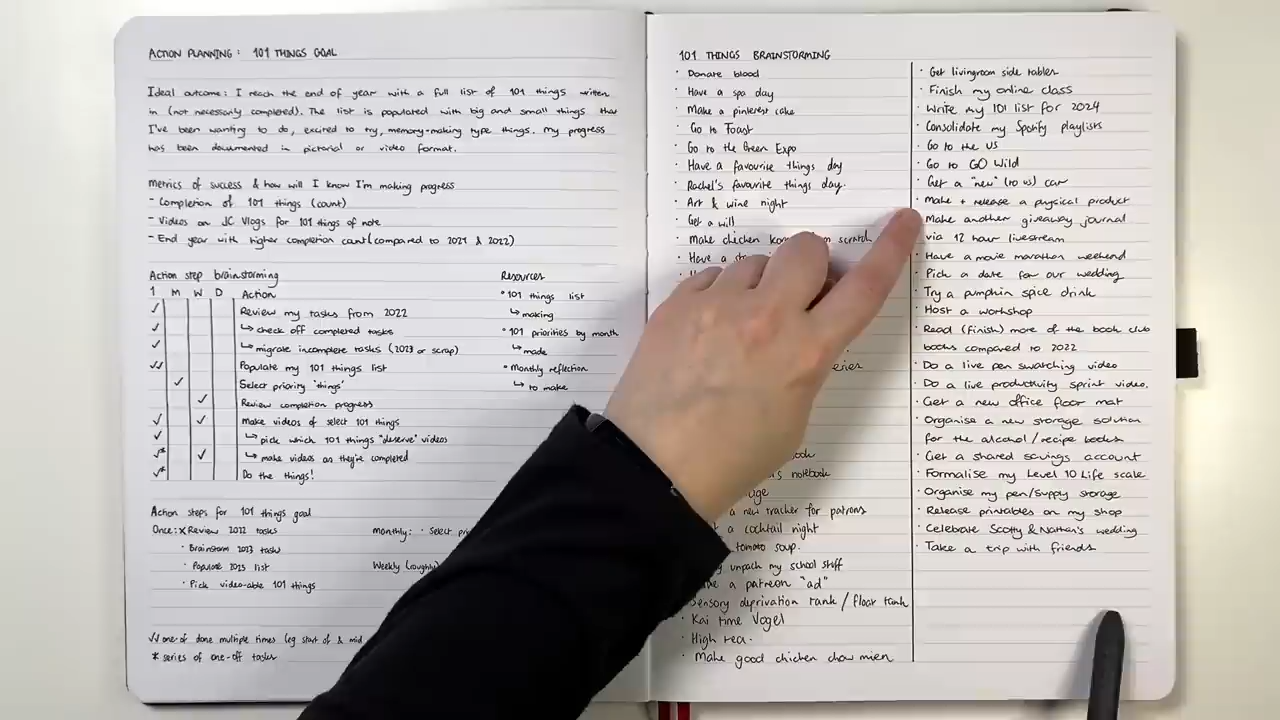 ACTION PLANNING: 101 THINGS GOAL
Ideal outcome: I reach the end of year with a full list of 101 things written
in (not necessarily completed). The list is populated with big and small things that
I've been wanting to do, excited to try, memory-making type things. My progress
has been documented in pictorial or video format.
Metrics of success & how will I know I'm making progress
- Completion of 101 things (count)
- Videos on JC Vlogs for 101 things of note
- End year with higher completion count (compared to 2021 & 2022)
Action step brainstorming
1 M W D Action
✓ Review my tasks from 2022
✓ ↳ check off completed tasks
✓ ↳ migrate incomplete tasks (2023 or scrap)
✓✓ Populate my 101 things list
✓ Select priority 'things'
✓ Review completion progress
✓ ✓ Make videos of select 101 things
✓ ↳ pick which 101 things "deserve" videos
✓* ✓ ↳ make videos as they're completed
✓* Do the things!
Resources
• 101 things list
↳ making
• 101 priorities by month
↳ made
• Monthly reflection
↳ to make
Action steps for 101 things goal
Once: x Review 2022 tasks
• Brainstorm 2023 tasks
• Populate 2023 list
• Pick video-able 101 things
Monthly: • Select
Weekly
✓✓ one of done multiple times (eg start of & mid
* series of one-off tasks
101 THINGS BRAINSTORMING
• Donate blood
• Have a spa day
• Make a pinterest cake
• Go to Toast
• Go to the Green Expo
• Have a favourite things day
• Rachel's favourite things day.
• Art & wine night
• Get a will
• Make chicken scratch
• Have a
notebook
a new tracker for patrons
a cocktail night
tomato soup.
unpack my school stuff
a patreon "ad"
Sensory deprivation tank / float tank
• Kai time Vogel
• High tea.
• Make good chicken chow mien
• Get livingroom side tables
• Finish my online class
• Write my 101 list for 2024
• Consolidate my Spotify playlists
• Go to the US
• Go to GO Wild
• Get a "new" (to us) car
• Make + release a physical product
Make another giveaway journal
via 12 hour livestream
• Have a movie marathon weekend
• Pick a date for our wedding
• Try a pumpkin spice drink
• Host a workshop
• Read (finish) more of the book club
books compared to 2022
• Do a live pen swatching video
• Do a live productivity sprint video.
• Get a new office floor mat
• Organise a new storage solution
for the alcohol/recipe books
• Get a shared savings account
• Formalise my Level 10 Life scale
• Organise my pen/supply storage
• Release printables on my shop
• Celebrate Scotty & Nathan's wedding
• Take a trip with friends